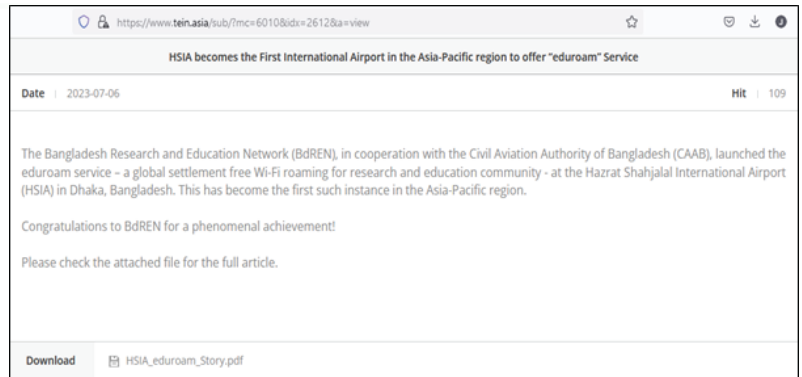 https://www.tein.asia/sub/?mc=6010&idx=2612&a=view
HSIA becomes the First International Airport in the Asia-Pacific region to offer “eduroam” Service
Date | 2023-07-06 Hit | 109
The Bangladesh Research and Education Network (BdREN), in cooperation with the Civil Aviation Authority of Bangladesh (CAAB), launched the
eduroam service – a global settlement free Wi-Fi roaming for research and education community - at the Hazrat Shahjalal International Airport
(HSIA) in Dhaka, Bangladesh. This has become the first such instance in the Asia-Pacific region.
Congratulations to BdREN for a phenomenal achievement!
Please check the attached file for the full article.
Download HSIA_eduroam_Story.pdf